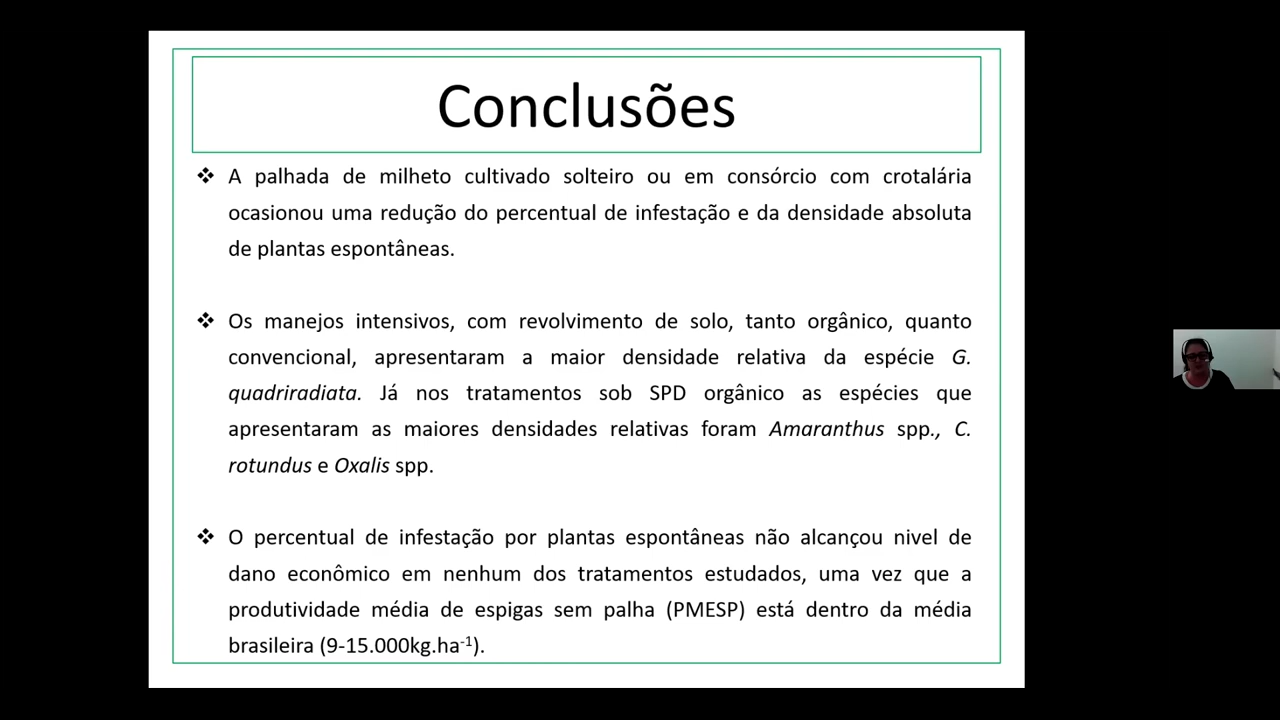 Conclusões
❖ A palhada de milheto cultivado solteiro ou em consórcio com crotalária
ocasionou uma redução do percentual de infestação e da densidade absoluta
de plantas espontâneas.
❖ Os manejos intensivos, com revolvimento de solo, tanto orgânico, quanto
convencional, apresentaram a maior densidade relativa da espécie G.
quadriradiata. Já nos tratamentos sob SPD orgânico as espécies que
apresentaram as maiores densidades relativas foram Amaranthus spp., C.
rotundus e Oxalis spp.
❖ O percentual de infestação por plantas espontâneas não alcançou nivel de
dano econômico em nenhum dos tratamentos estudados, uma vez que a
produtividade média de espigas sem palha (PMESP) está dentro da média
brasileira (9-15.000kg.ha⁻¹).